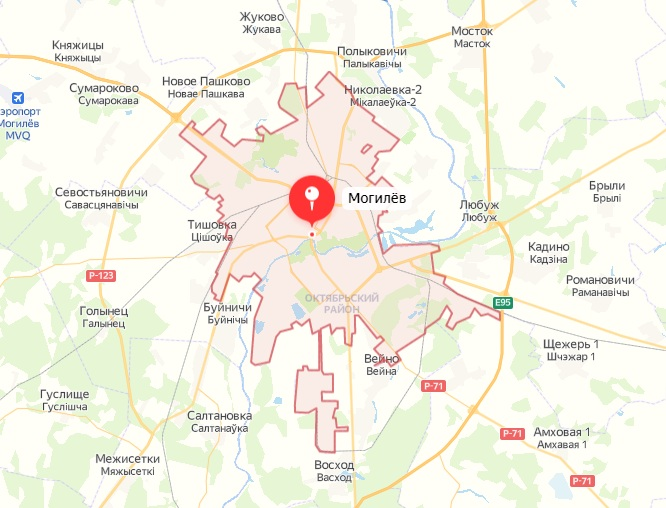 Жуково
Жукава
Мосток
Масток
Княжицы
Княжыцы
Полыковичи
Палыкавічы
Новое Пашково
Новае Пашкава
Сумароково
Сумарокава
Николаевка-2
Мікалаеўка-2
аэропорт
Могилёв
MVQ
Севостьяновичи
Савасцянавічы
Могилёв
Брыли
Брылі
Любуж
Любуж
Тишовка
Цішоўка
Кадино
Кадзіна
Р-123
Романовичи
Раманавічы
Голынец
Галынец
Буйничи
Буйнічы
ОКТЯБРЬСКИЙ
РАЙОН
E95
Щежерь 1
Шчэжар 1
Вейно
Вейна
Р-71
Гуслище
Гуслішча
Салтановка
Салтанаўка
Р-71
Амховая 1
Амхавая 1
Межисетки
Мяжысеткі
Восход
Васход
Р-71